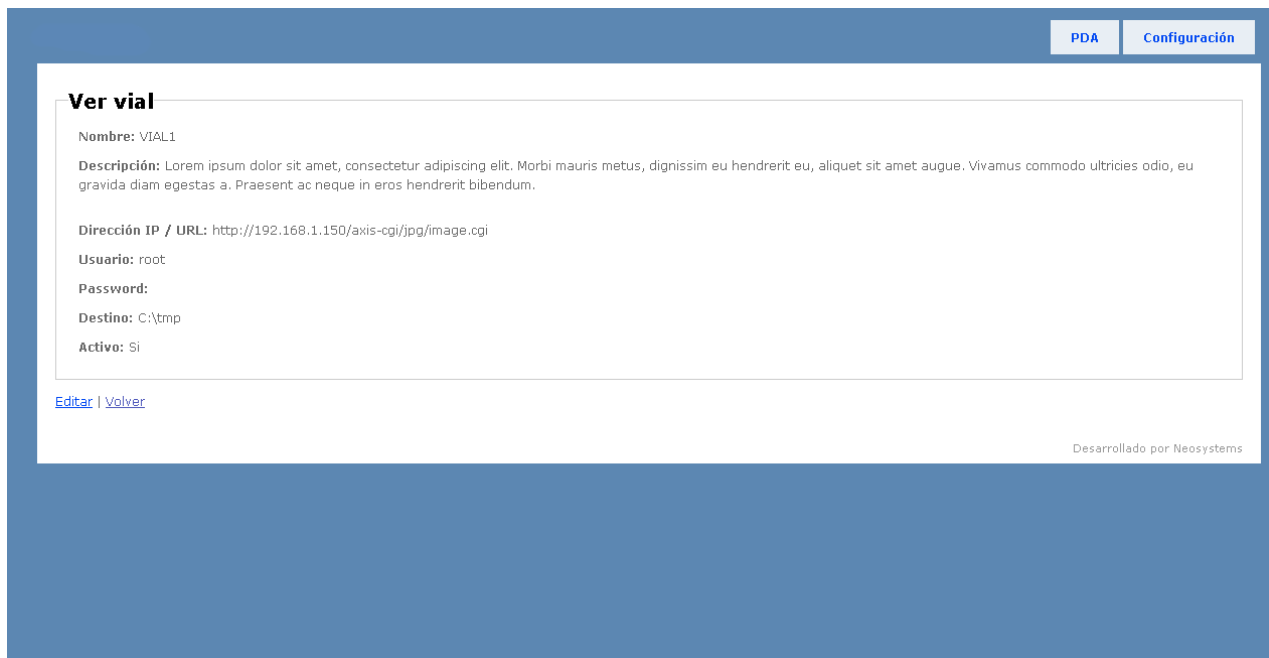 PDA Configuración
Ver vial
Nombre: VIAL1
Descripción: Lorem ipsum dolor sit amet, consectetur adipiscing elit. Morbi mauris metus, dignissim eu hendrerit eu, aliquet sit amet augue. Vivamus commodo ultricies odio, eu
gravida diam egestas a. Praesent ac neque in eros hendrerit bibendum.
Dirección IP / URL: http://192.168.1.150/axis-cgi/jpg/image.cgi
Usuario: root
Password:
Destino: C:\tmp
Activo: Si
Editar | Volver
Desarrollado por Neosystems